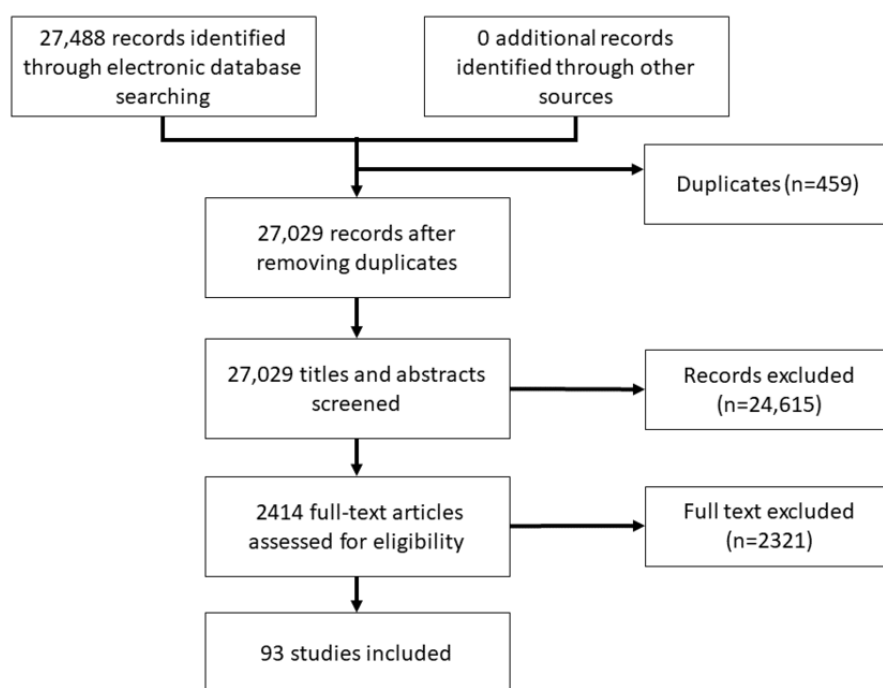 27,488 records identified
through electronic database
searching
0 additional records
identified through other
sources
Duplicates (n=459)
27,029 records after
removing duplicates
27,029 titles and abstracts
screened
Records excluded
(n=24,615)
2414 full-text articles
assessed for eligibility
Full text excluded
(n=2321)
93 studies included